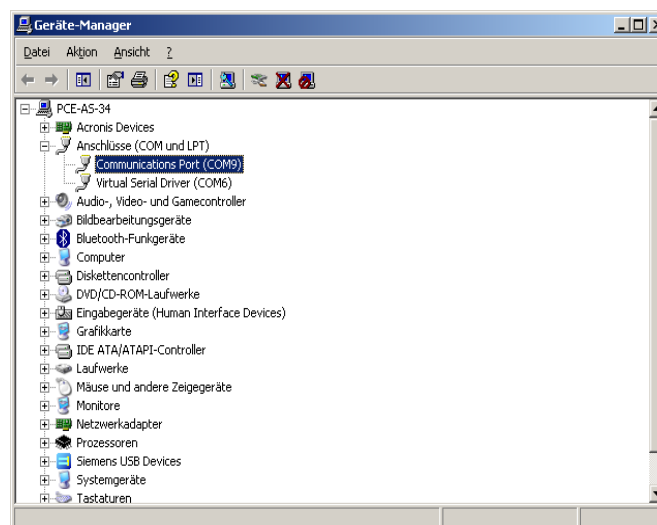 Geräte-Manager
Datei Aktion Ansicht ?
PCE-AS-34
Acronis Devices
Anschlüsse (COM und LPT)
Communications Port (COM9)
Virtual Serial Driver (COM6)
Audio-, Video- und Gamecontroller
Bildbearbeitungsgeräte
Bluetooth-Funkgeräte
Computer
Diskettencontroller
DVD/CD-ROM-Laufwerke
Eingabegeräte (Human Interface Devices)
Grafikkarte
IDE ATA/ATAPI-Controller
Laufwerke
Mäuse und andere Zeigegeräte
Monitore
Netzwerkadapter
Prozessoren
Siemens USB Devices
Systemgeräte
Tastaturen